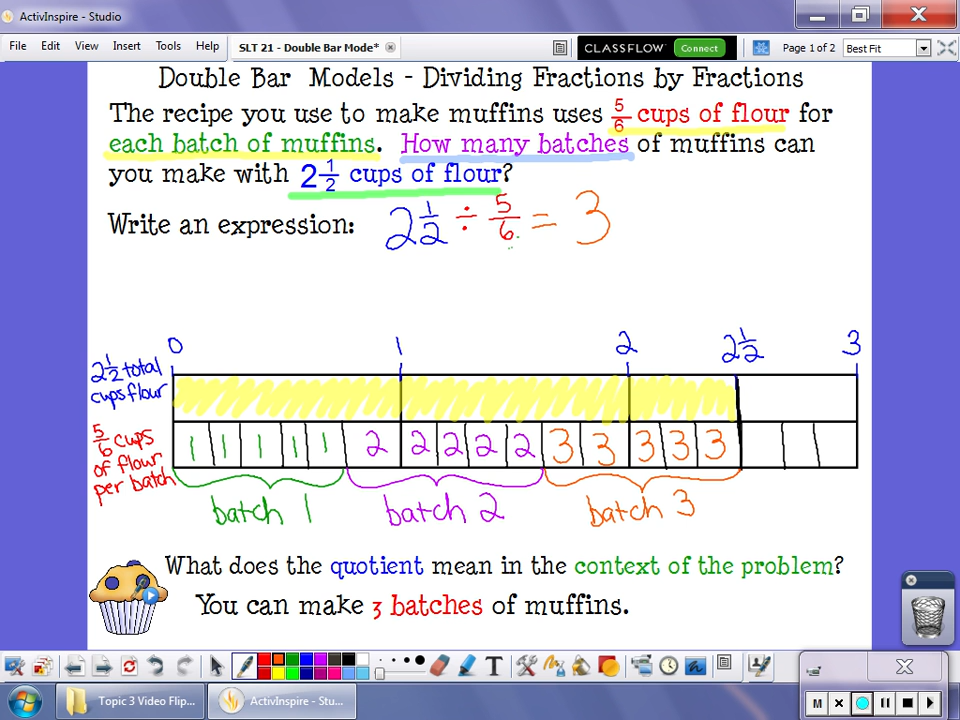 ActivInspire - Studio
File Edit View Insert Tools Help SLT 21 - Double Bar Mode* CLASSFLOW Connect Page 1 of 2 Best Fit
Double Bar Models - Dividing Fractions by Fractions
The recipe you use to make muffins uses 5/6 cups of flour for
each batch of muffins. How many batches of muffins can
you make with 2 1/2 cups of flour?
Write an expression: 2 1/2 ÷ 5/6 = 3
0 1 2 2 1/2 3
2 1/2 total
cups flour
5/6 cups
of flour
per batch
1 1 1 1 1 2 2 2 2 2 3 3 3 3 3
batch 1 batch 2 batch 3
What does the quotient mean in the context of the problem?
You can make 3 batches of muffins.
T
M
Topic 3 Video Flip... ActivInspire - Stu...